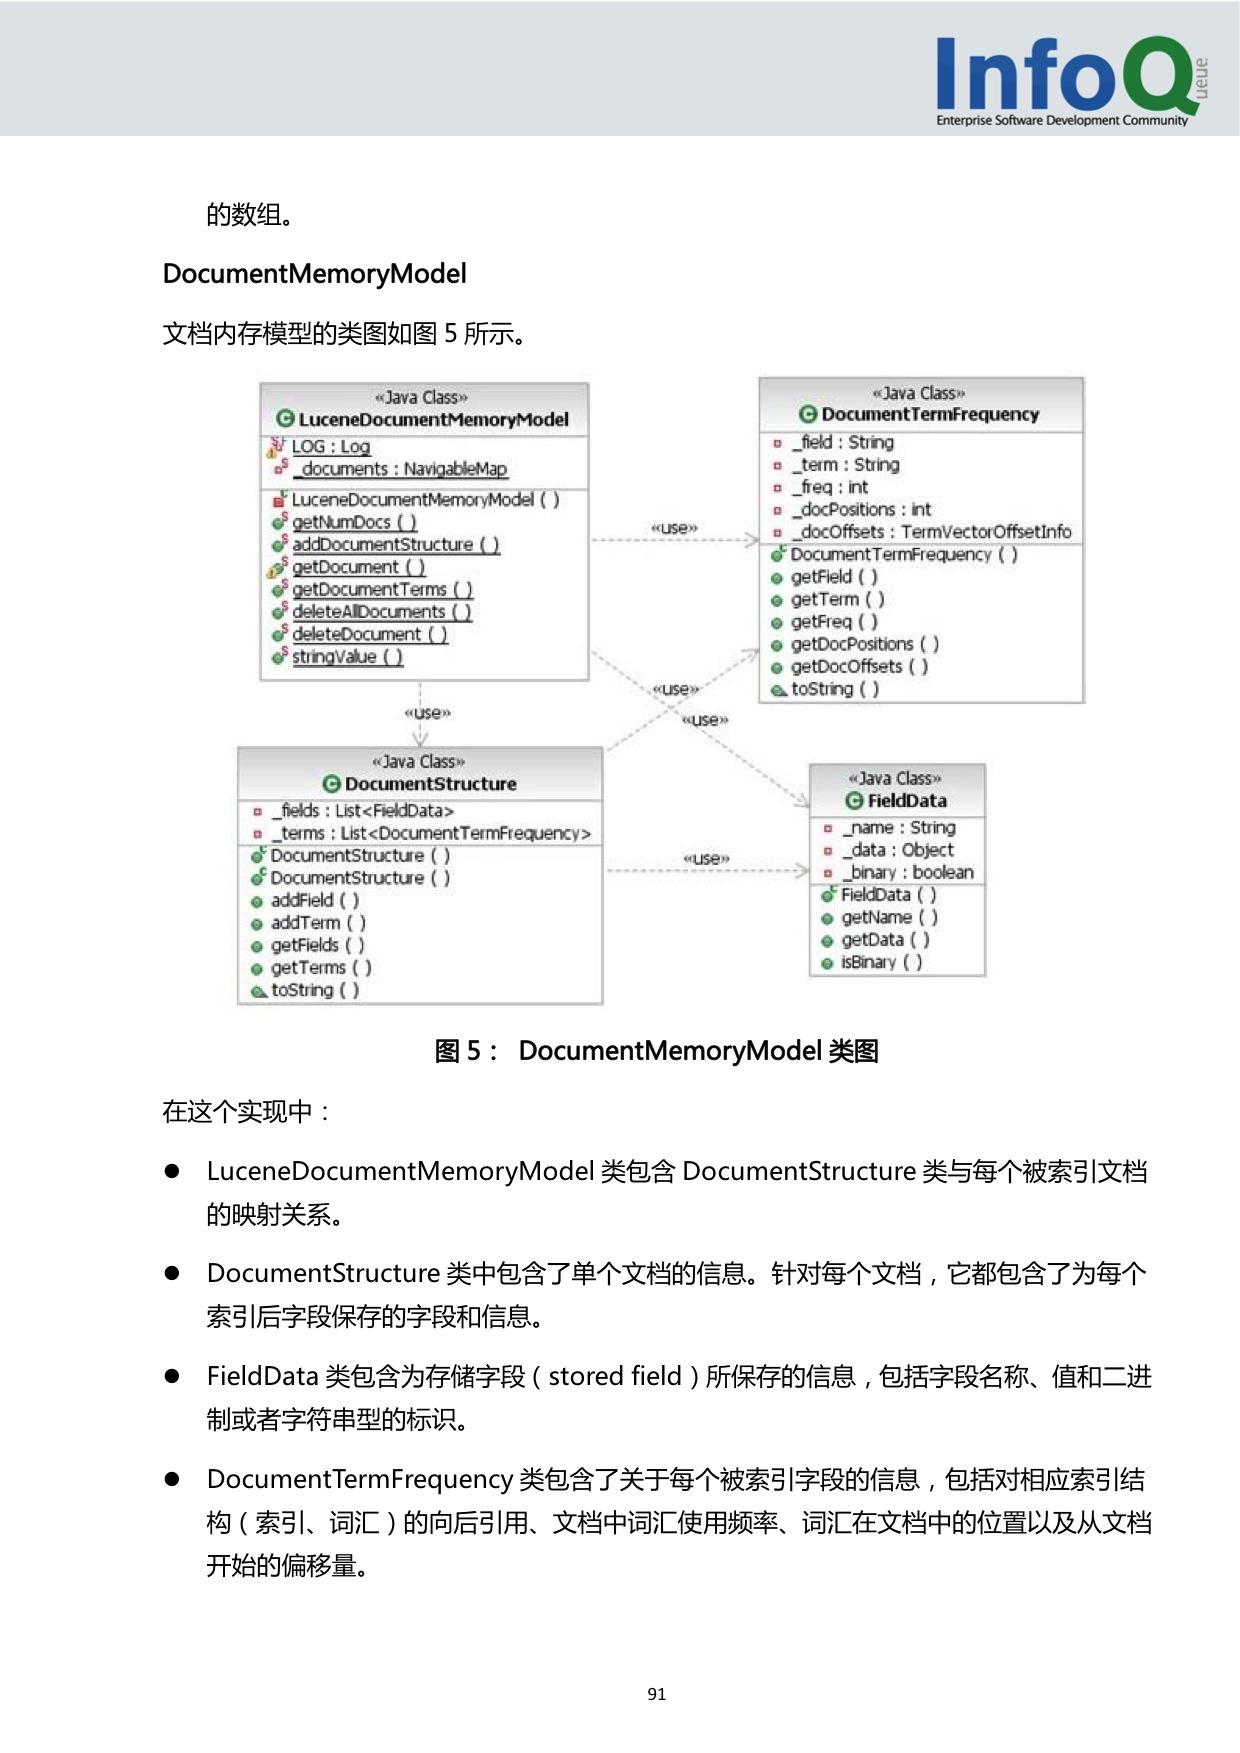 InfoQueue
Enterprise Software Development Community
的数组。
DocumentMemoryModel
文档内存模型的类图如图 5 所示。
«Java Class»
LuceneDocumentMemoryModel
LOG : Log
_documents : NavigableMap
LuceneDocumentMemoryModel ( )
getNumDocs ( )
addDocumentStructure ( )
getDocument ( )
getDocumentTerms ( )
deleteAllDocuments ( )
deleteDocument ( )
stringValue ( )
«use»
«Java Class»
DocumentTermFrequency
_field : String
_term : String
_freq : int
_docPositions : int
_docOffsets : TermVectorOffsetInfo
DocumentTermFrequency ( )
getField ( )
getTerm ( )
getFreq ( )
getDocPositions ( )
getDocOffsets ( )
toString ( )
«use»
«use»
«use»
«Java Class»
DocumentStructure
_fields : List<FieldData>
_terms : List<DocumentTermFrequency>
DocumentStructure ( )
DocumentStructure ( )
addField ( )
addTerm ( )
getFields ( )
getTerms ( )
toString ( )
«use»
«Java Class»
FieldData
_name : String
_data : Object
_binary : boolean
FieldData ( )
getName ( )
getData ( )
isBinary ( )
图 5： DocumentMemoryModel 类图
在这个实现中：
● LuceneDocumentMemoryModel 类包含 DocumentStructure 类与每个被索引文档
的映射关系。
● DocumentStructure 类中包含了单个文档的信息。针对每个文档，它都包含了为每个
索引后字段保存的字段和信息。
● FieldData 类包含为存储字段（stored field）所保存的信息，包括字段名称、值和二进
制或者字符串型的标识。
● DocumentTermFrequency 类包含了关于每个被索引字段的信息，包括对相应索引结
构（索引、词汇）的向后引用、文档中词汇使用频率、词汇在文档中的位置以及从文档
开始的偏移量。
91